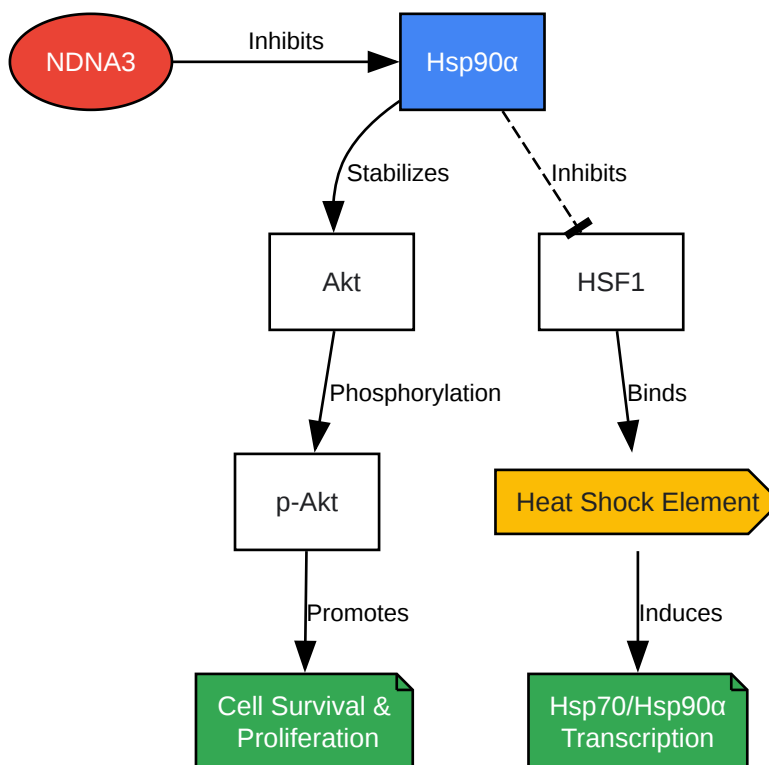 Inhibits
NDNA3
Hsp90α
Stabilizes
Inhibits
Akt
HSF1
Phosphorylation
Binds
p-Akt
Heat Shock Element
Promotes
Induces
Cell Survival &
Proliferation
Hsp70/Hsp90α
Transcription